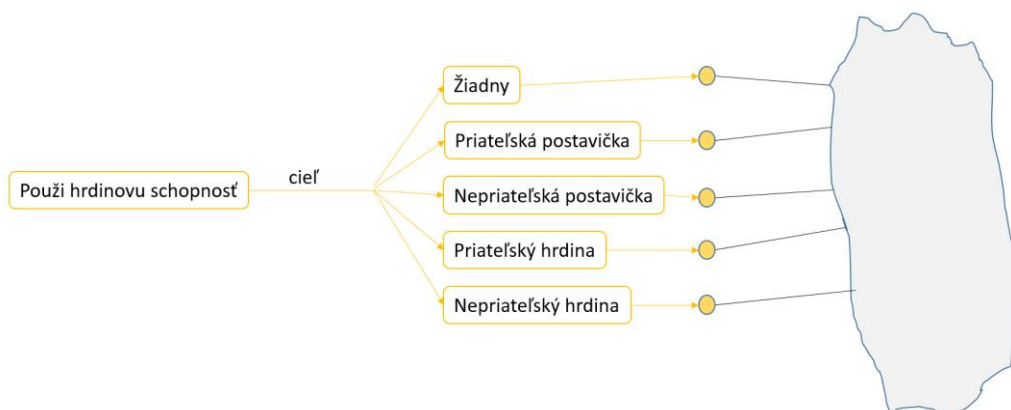 Žiadny
Priateľská postavička
cieľ
Použi hrdinovu schopnosť
Nepriateľská postavička
Priateľský hrdina
Nepriateľský hrdina